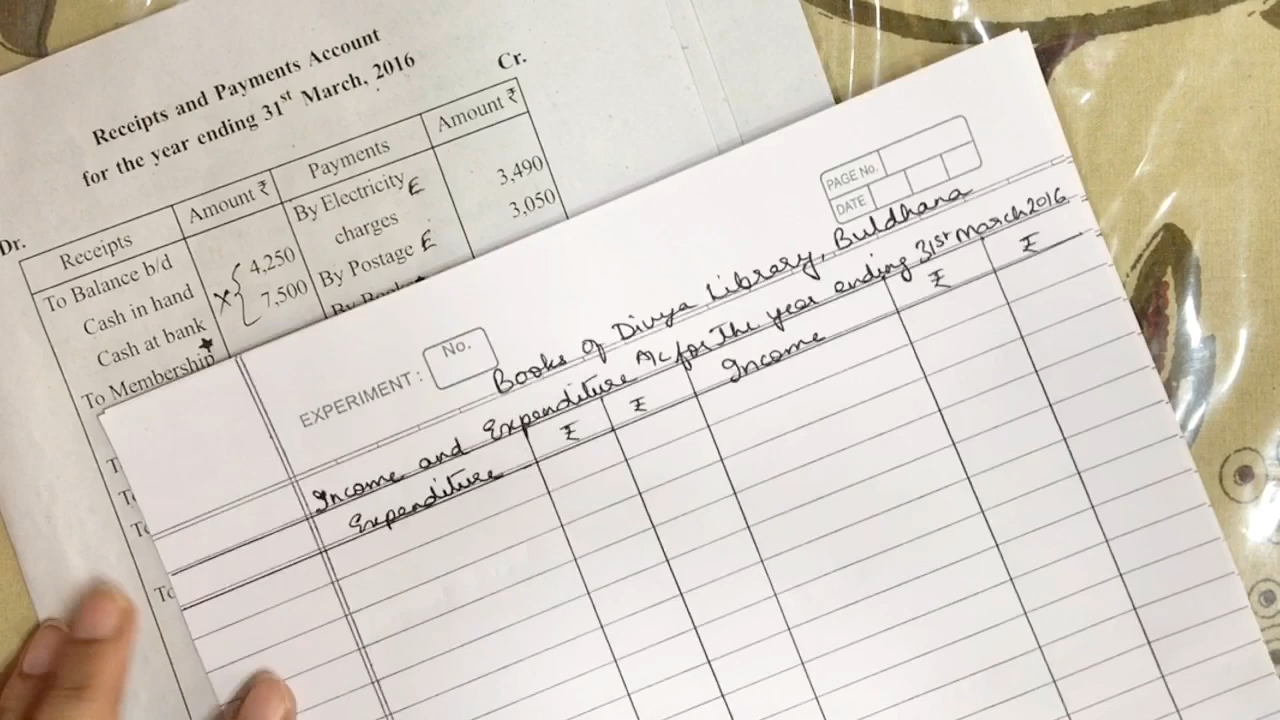 Receipts and Payments Account
for the year ending 31st March, 2016
Dr.
Cr.
Receipts Amount ₹ Payments Amount ₹
To Balance b/d By Electricity E 3,490
Cash in hand X { 4,250 charges
Cash at bank 7,500 By Postage E 3,050
To Membership
By
PAGE No.
DATE
EXPERIMENT :
No.
Books of Divya Library, Buldhana
Income and Expenditure A/c for the year ending 31st March 2016
Expenditure ₹ ₹ Income ₹ ₹